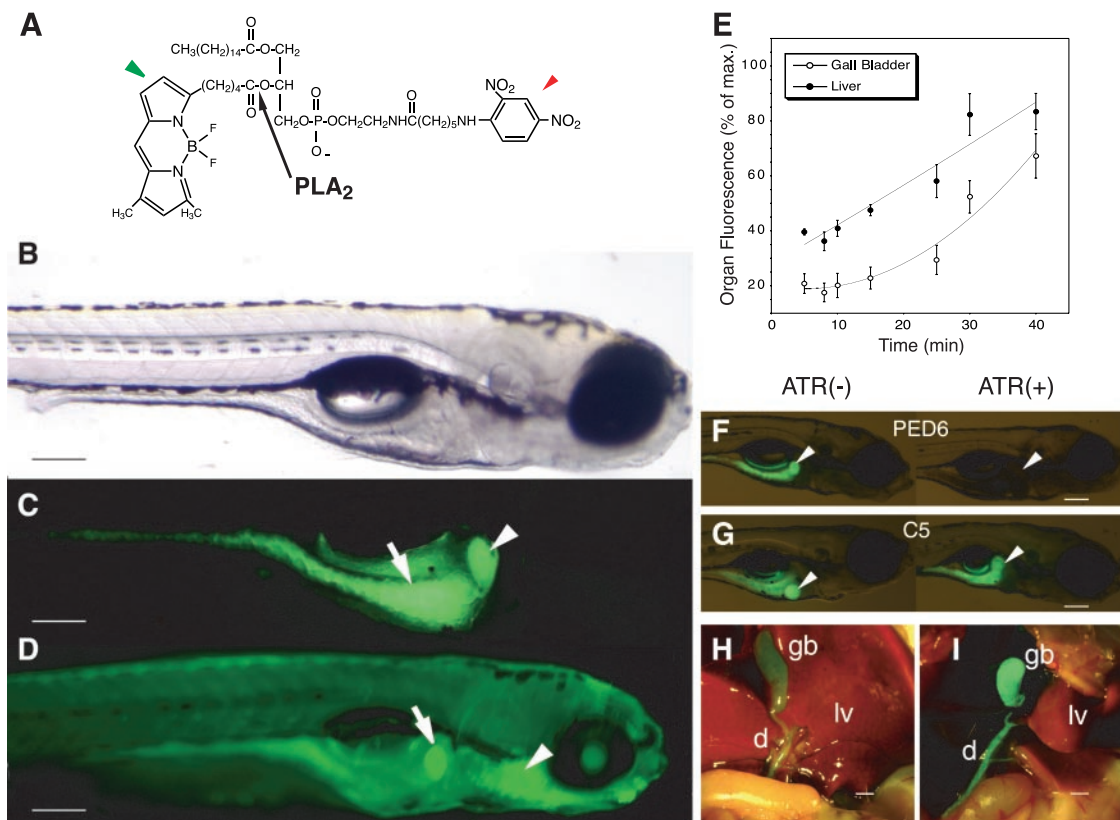 A
O
CH3(CH2)14—C-O-CH2
(CH2)4—C-O-CH
O
O
CH2O-P-OCH2CH2NHC(CH2)5NH
O
O-
NO2
NO2
N
B
F
F
N
H3C
CH3
PLA2
B
C
D
E
Organ Fluorescence (% of max.)
100
80
60
40
20
Gall Bladder
Liver
0
10
20
30
40
Time (min)
ATR(-) ATR(+)
F
PED6
G
C5
H
gb
lv
d
I
gb
lv
d